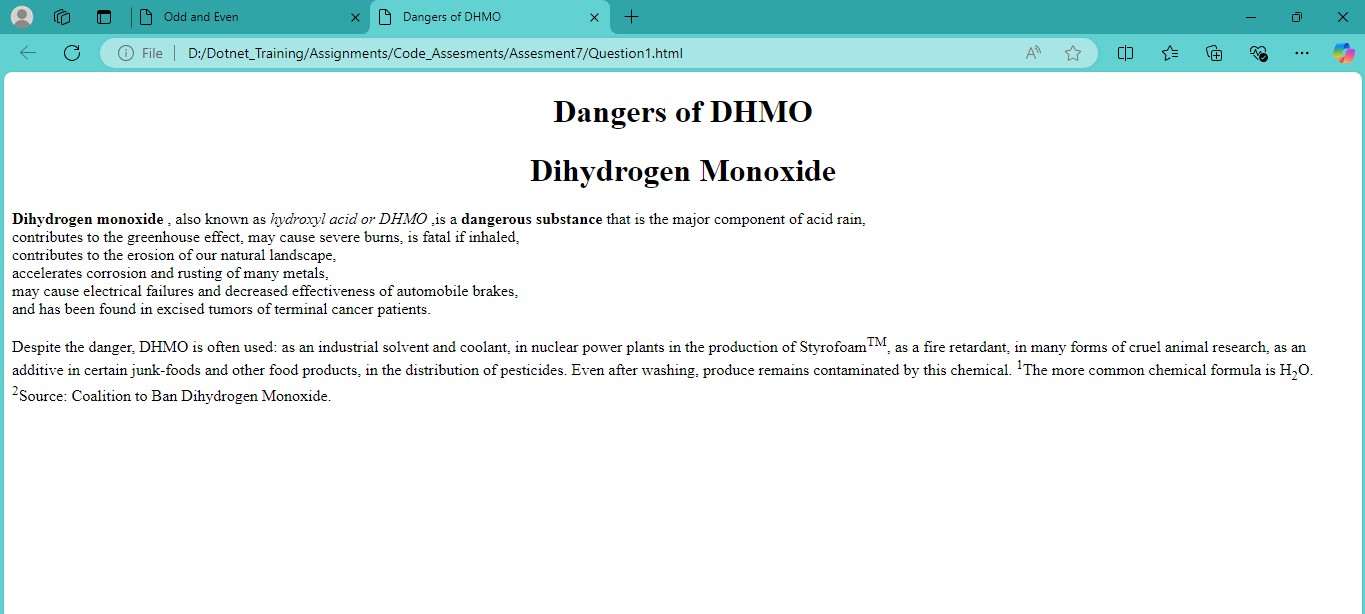 Odd and Even
Dangers of DHMO
File
D:/Dotnet_Training/Assignments/Code_Assesments/Assesment7/Question1.html
Dangers of DHMO
Dihydrogen Monoxide
Dihydrogen monoxide , also known as hydroxyl acid or DHMO ,is a dangerous substance that is the major component of acid rain,
contributes to the greenhouse effect, may cause severe burns, is fatal if inhaled,
contributes to the erosion of our natural landscape,
accelerates corrosion and rusting of many metals,
may cause electrical failures and decreased effectiveness of automobile brakes,
and has been found in excised tumors of terminal cancer patients.
Despite the danger, DHMO is often used: as an industrial solvent and coolant, in nuclear power plants in the production of Styrofoam™, as a fire retardant, in many forms of cruel animal research, as an
additive in certain junk-foods and other food products, in the distribution of pesticides. Even after washing, produce remains contaminated by this chemical. ¹The more common chemical formula is H₂O.
²Source: Coalition to Ban Dihydrogen Monoxide.